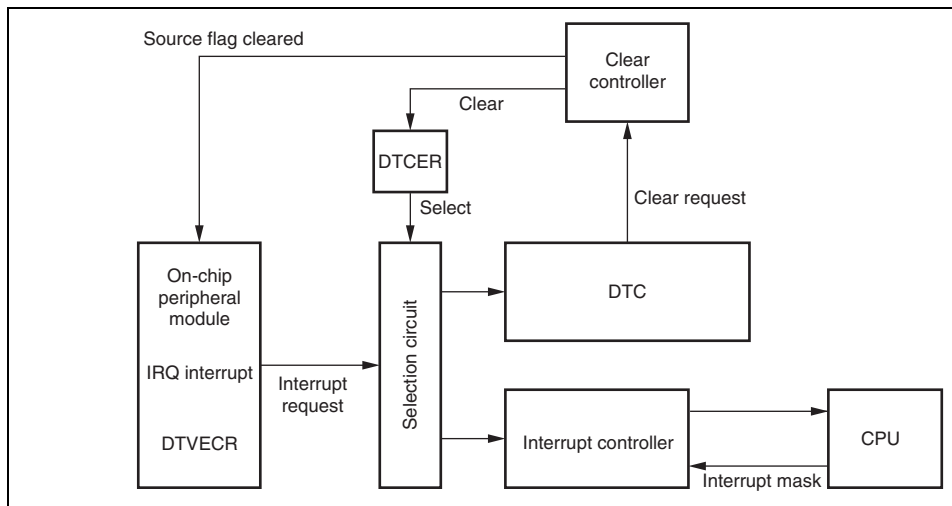 Source flag cleared
Clear
controller
Clear
DTCER
Clear request
Select
On-chip
peripheral
module
Selection circuit
DTC
IRQ interrupt
Interrupt
request
DTVECR
Interrupt controller
CPU
Interrupt mask